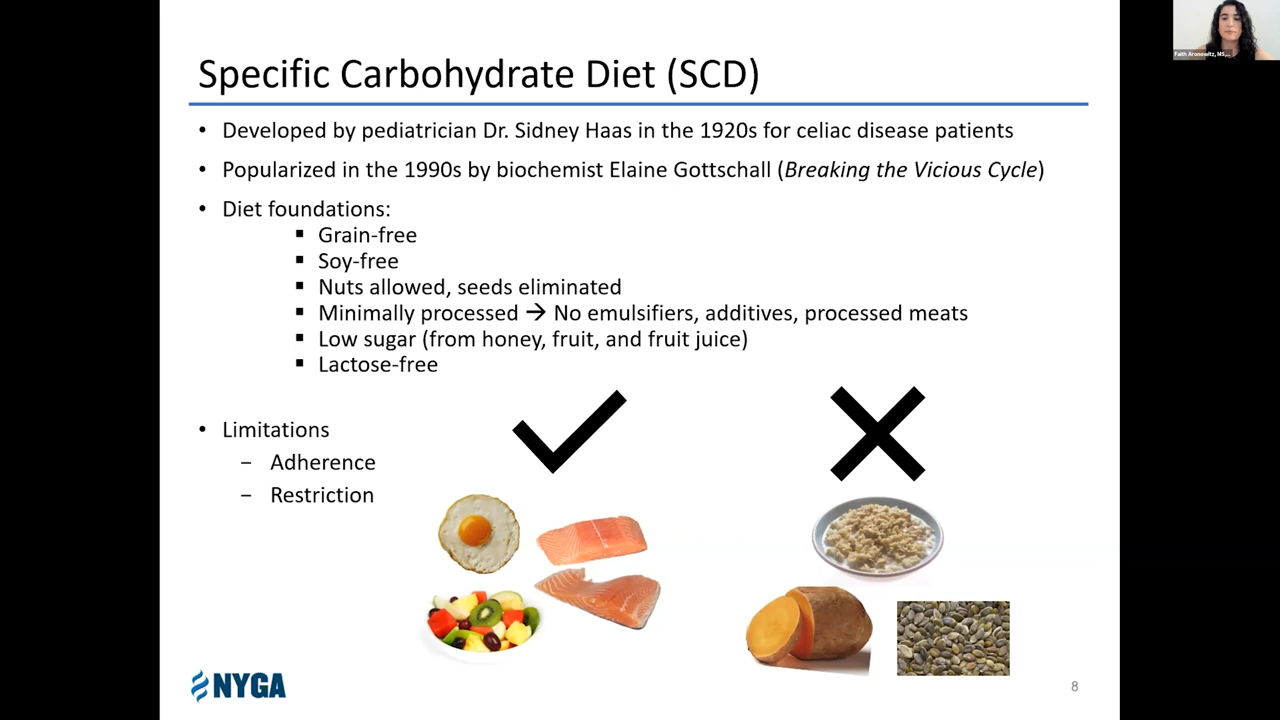 Specific Carbohydrate Diet (SCD)
• Developed by pediatrician Dr. Sidney Haas in the 1920s for celiac disease patients
• Popularized in the 1990s by biochemist Elaine Gottschall (Breaking the Vicious Cycle)
• Diet foundations:
▪ Grain-free
▪ Soy-free
▪ Nuts allowed, seeds eliminated
▪ Minimally processed → No emulsifiers, additives, processed meats
▪ Low sugar (from honey, fruit, and fruit juice)
▪ Lactose-free
• Limitations
− Adherence
− Restriction
NYGA
8
Faith Aronowitz, MS,...